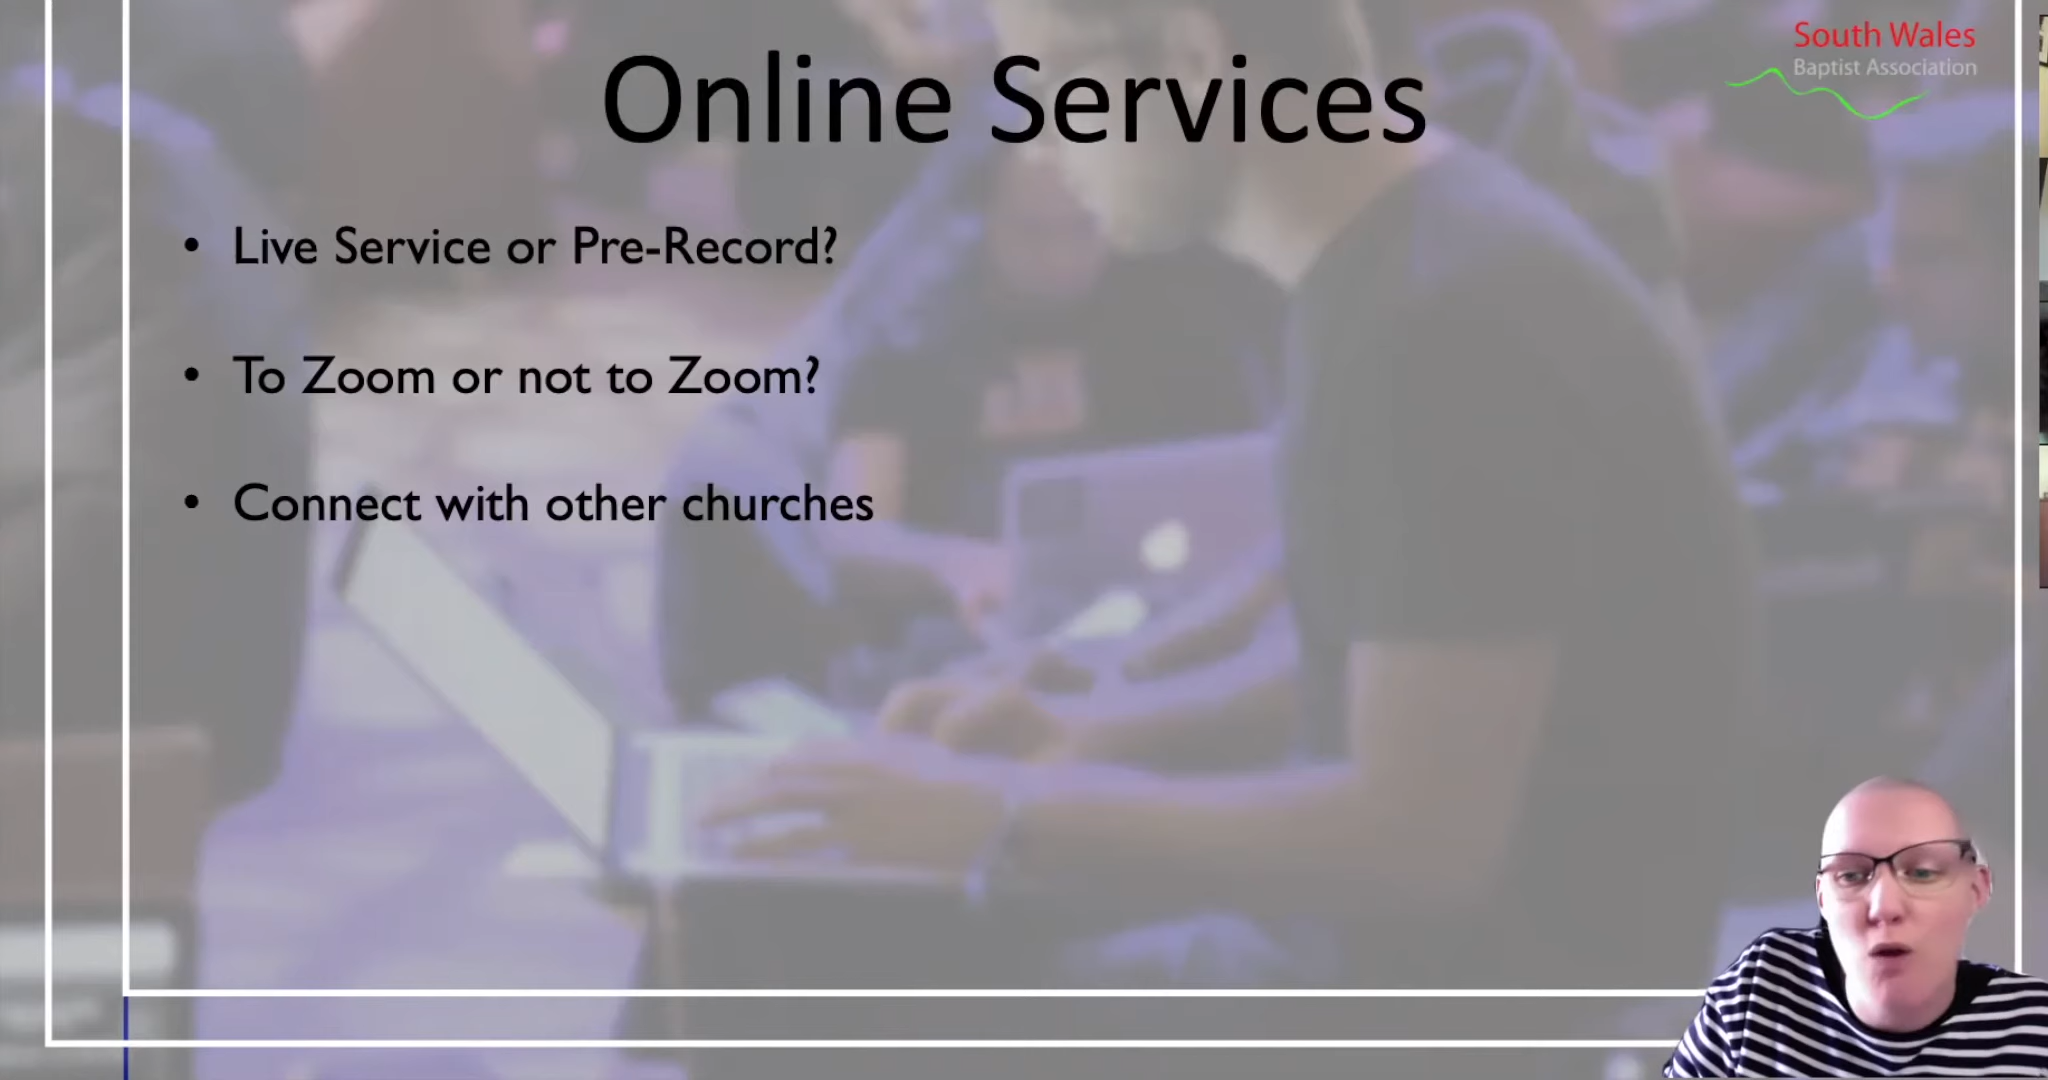 Online Services
South Wales
Baptist Association
• Live Service or Pre-Record?
• To Zoom or not to Zoom?
• Connect with other churches